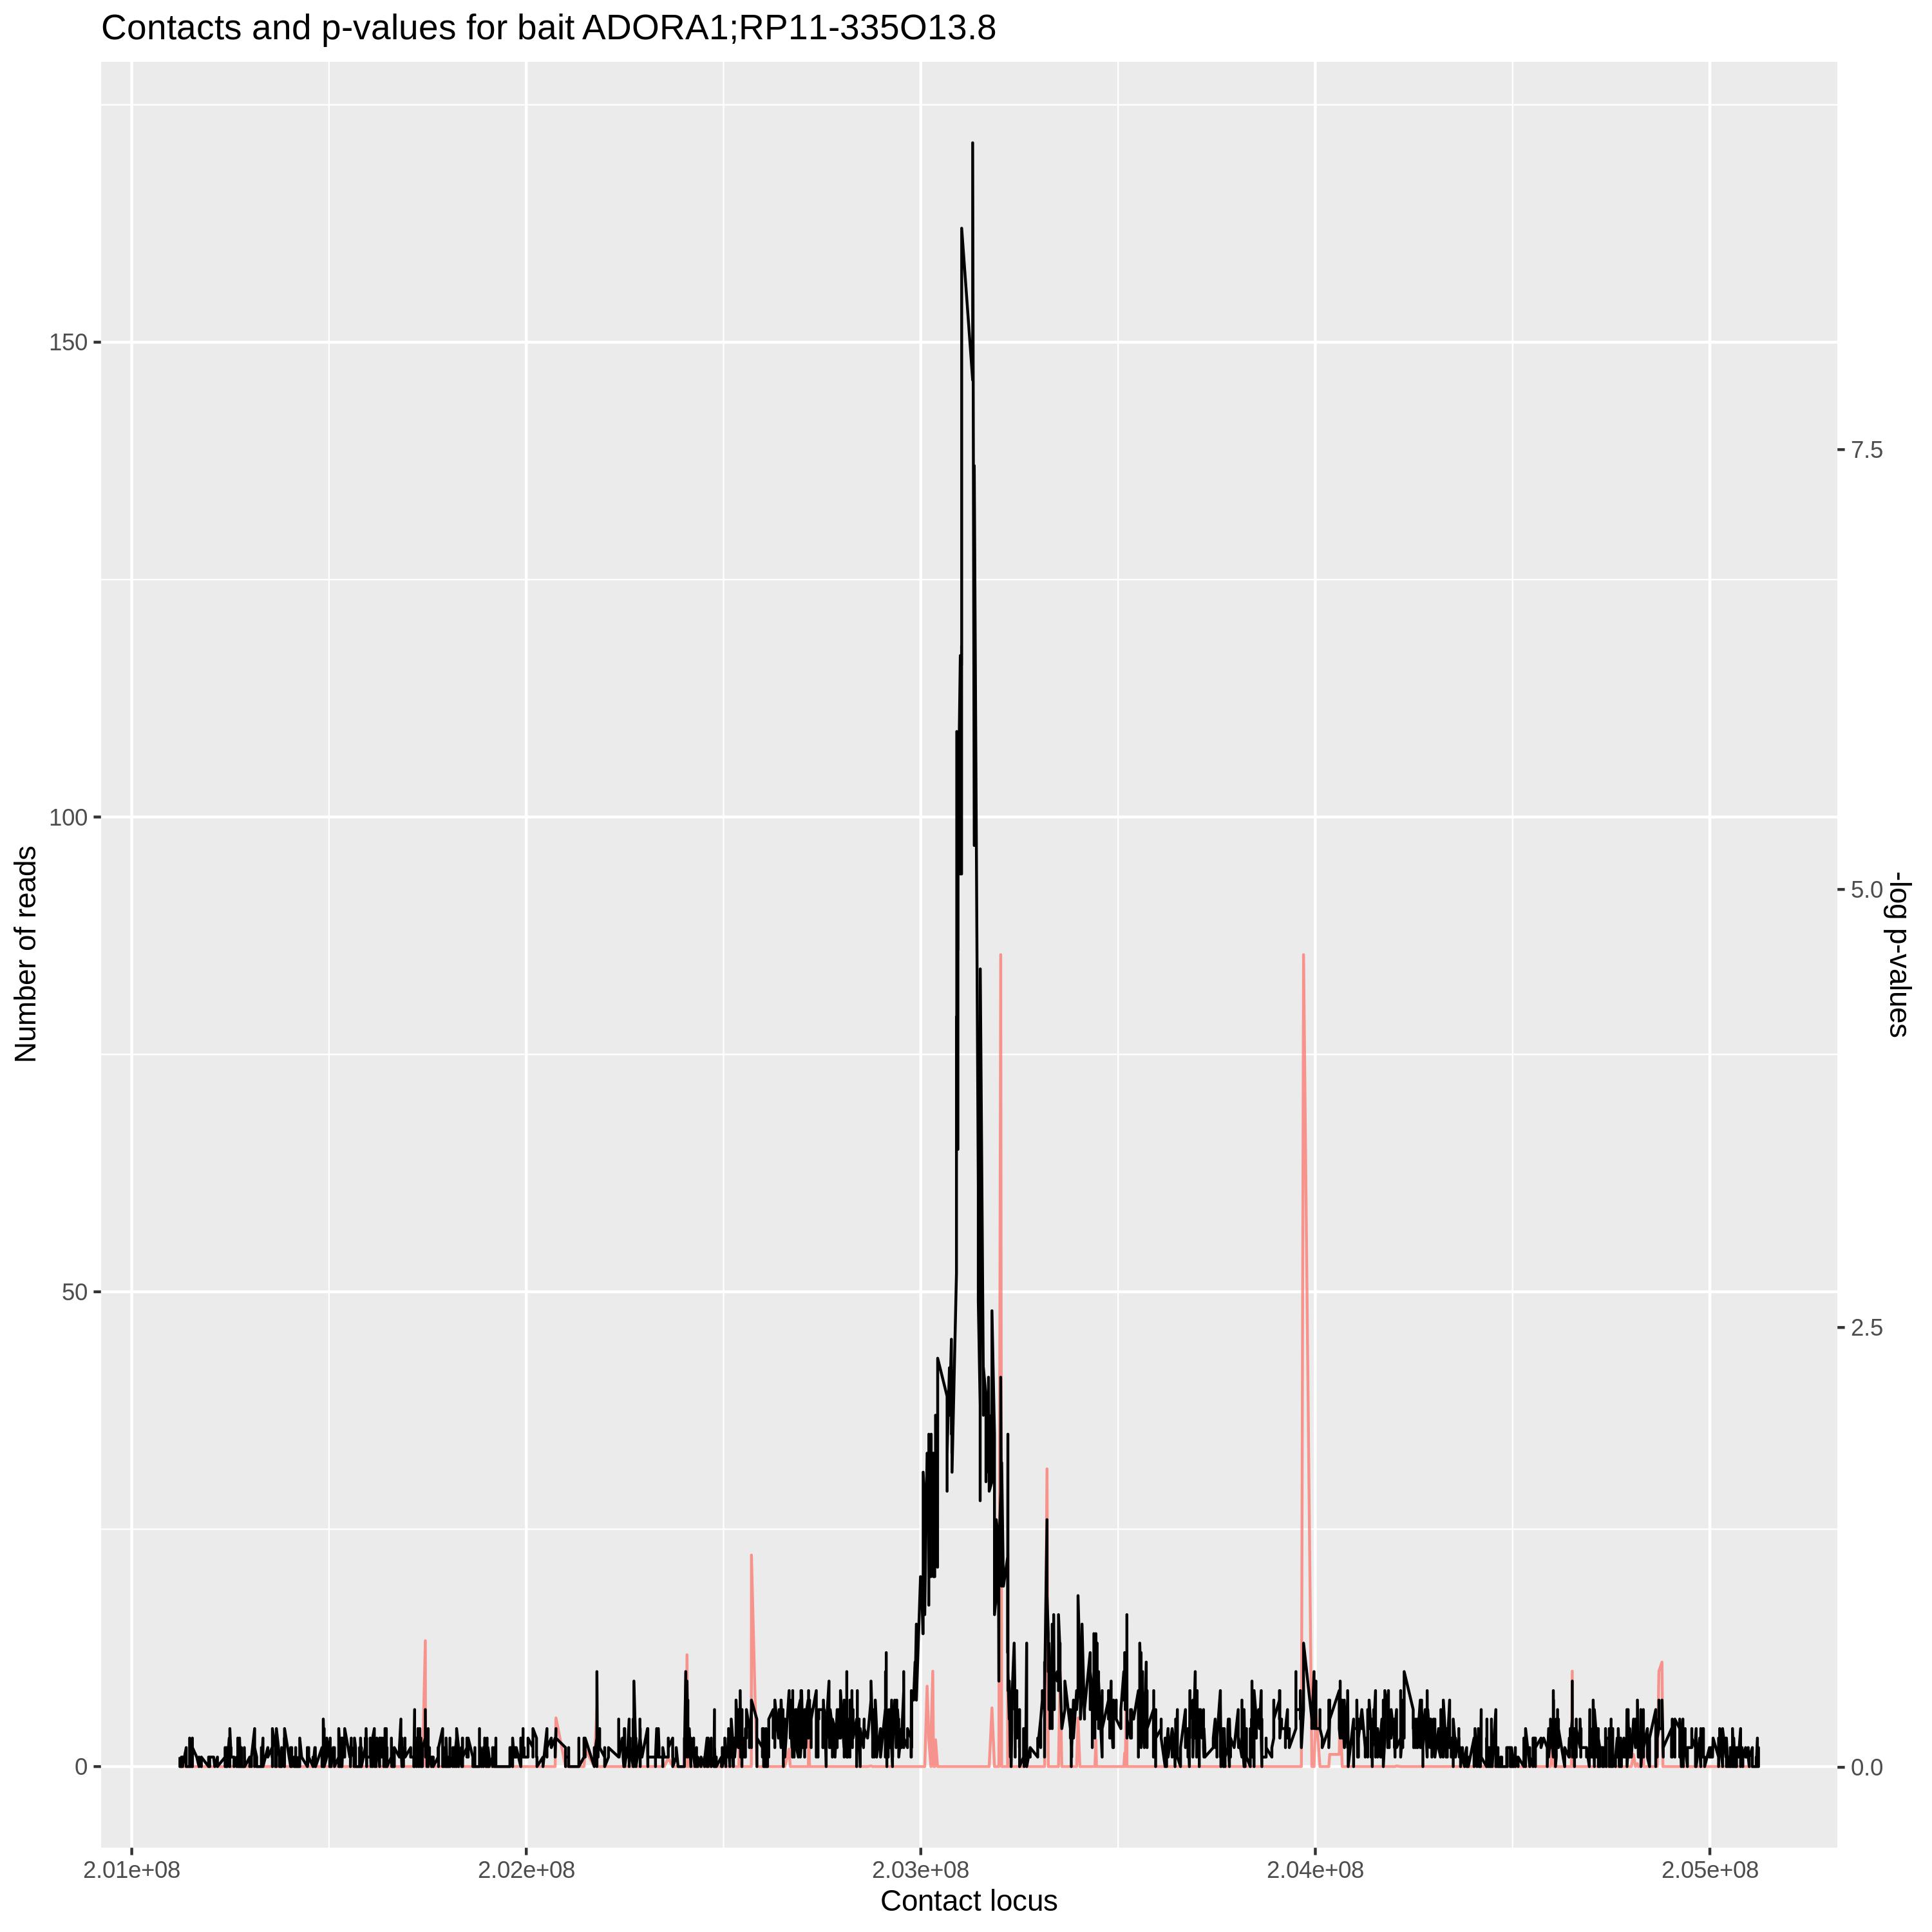 Contacts and p-values for bait ADORA1;RP11-335O13.8
150
100
50
0
Number of reads
7.5
5.0
2.5
0.0
-log p-values
2.01e+08
2.02e+08
2.03e+08
2.04e+08
2.05e+08
Contact locus